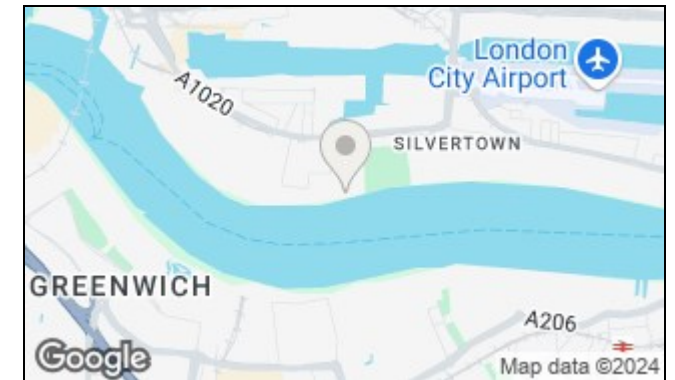 London
City Airport
A1020
SILVERTOWN
GREENWICH
A206
Google
Map data ©2024